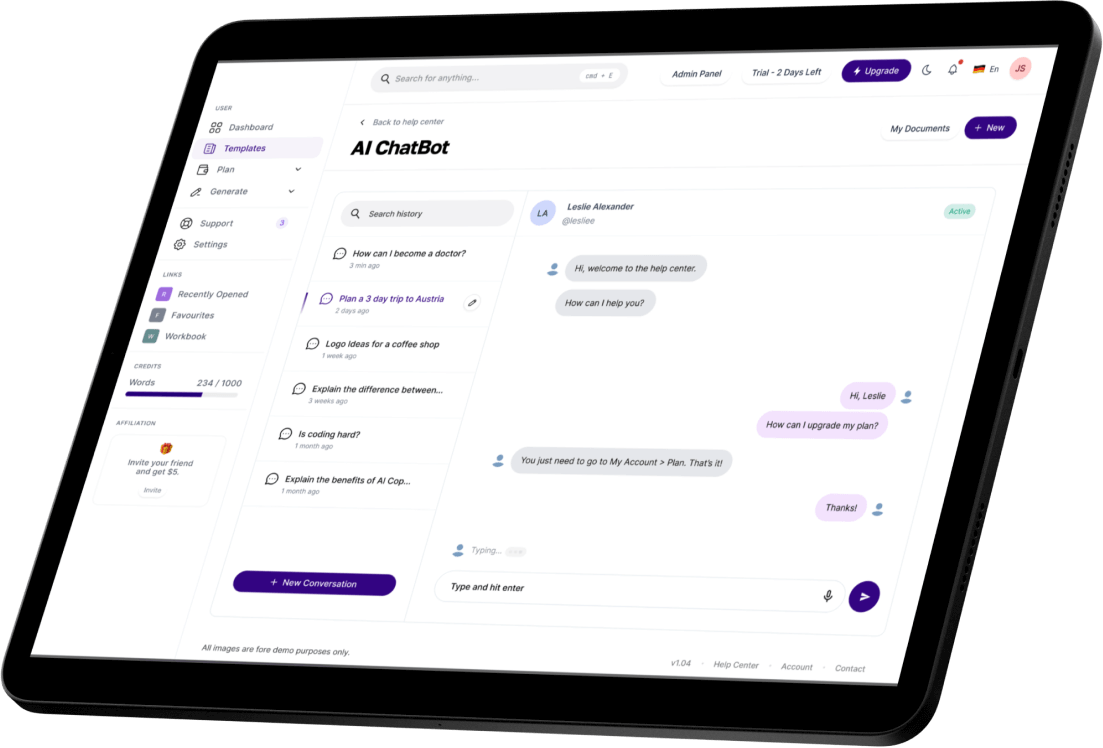 Search for anything...
cmd + E
Admin Panel
Trial - 2 Days Left
Upgrade
En
JS
USER
Dashboard
Templates
Plan
Generate
Support
3
Settings
LINKS
R
Recently Opened
F
Favourites
W
Workbook
CREDITS
Words
234 / 1000
AFFILIATION
Invite your friend
and get $5.
Invite
Back to help center
AI ChatBot
My Documents
+ New
Search history
How can I become a doctor?
3 min ago
Plan a 3 day trip to Austria
2 days ago
Logo ideas for a coffee shop
1 week ago
Explain the difference between...
3 weeks ago
Is coding hard?
1 month ago
Explain the benefits of AI Cop...
1 month ago
+ New Conversation
LA
Leslie Alexander
@lesliee
Active
Hi, welcome to the help center.
How can I help you?
Hi, Leslie
How can I upgrade my plan?
You just need to go to My Account > Plan. That's it!
Thanks!
Typing...
Type and hit enter
All images are fore demo purposes only.
v1.04
Help Center
Account
Contact